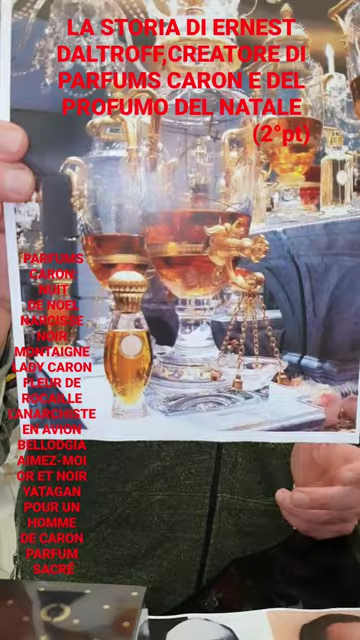 LA STORIA DI ERNEST
DALTROFF,CREATORE DI
PARFUMS CARON E DEL
PROFUMO DEL NATALE
(2°pt)
PARFUMS
CARON
NUIT
DE NOEL
NARCISSE
NOIR
MONTAIGNE
LADY CARON
FLEUR DE
ROCAILLE
LANARCHISTE
EN AVION
BELLODGIA
AIMEZ-MOI
OR ET NOIR
YATAGAN
POUR UN
HOMME
DE CARON
PARFUM
SACRÈ